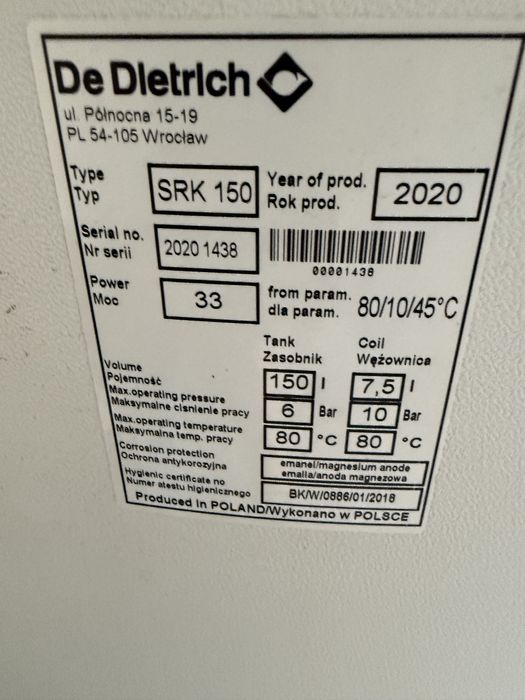 De Dietrich
ul. Północna 15-19
PL 54-105 Wrocław
Type SRK 150 Year of prod. 2020
Typ Rok prod.
Serial no. 2020 1438
Nr serii
00001438
Power 33 from param. 80/10/45°C
Moc dla param.
Tank Coil
Zasobnik Wężownica
Volume 150 l 7,5 l
Pojemność
Max.operating pressure 6 Bar 10 Bar
Maksymalne cisnienie pracy
Max.operating temperature 80 °C 80 °C
Maksymalna temp. pracy
Corrosion protection emanel/magnesium anode
Ochrona antykorozyjna emalia/anoda magnezowa
Hygienic certificate no BK/W/0886/01/2018
Numer atestu higienicznego
Produced in POLAND/Wykonano w POLSCE